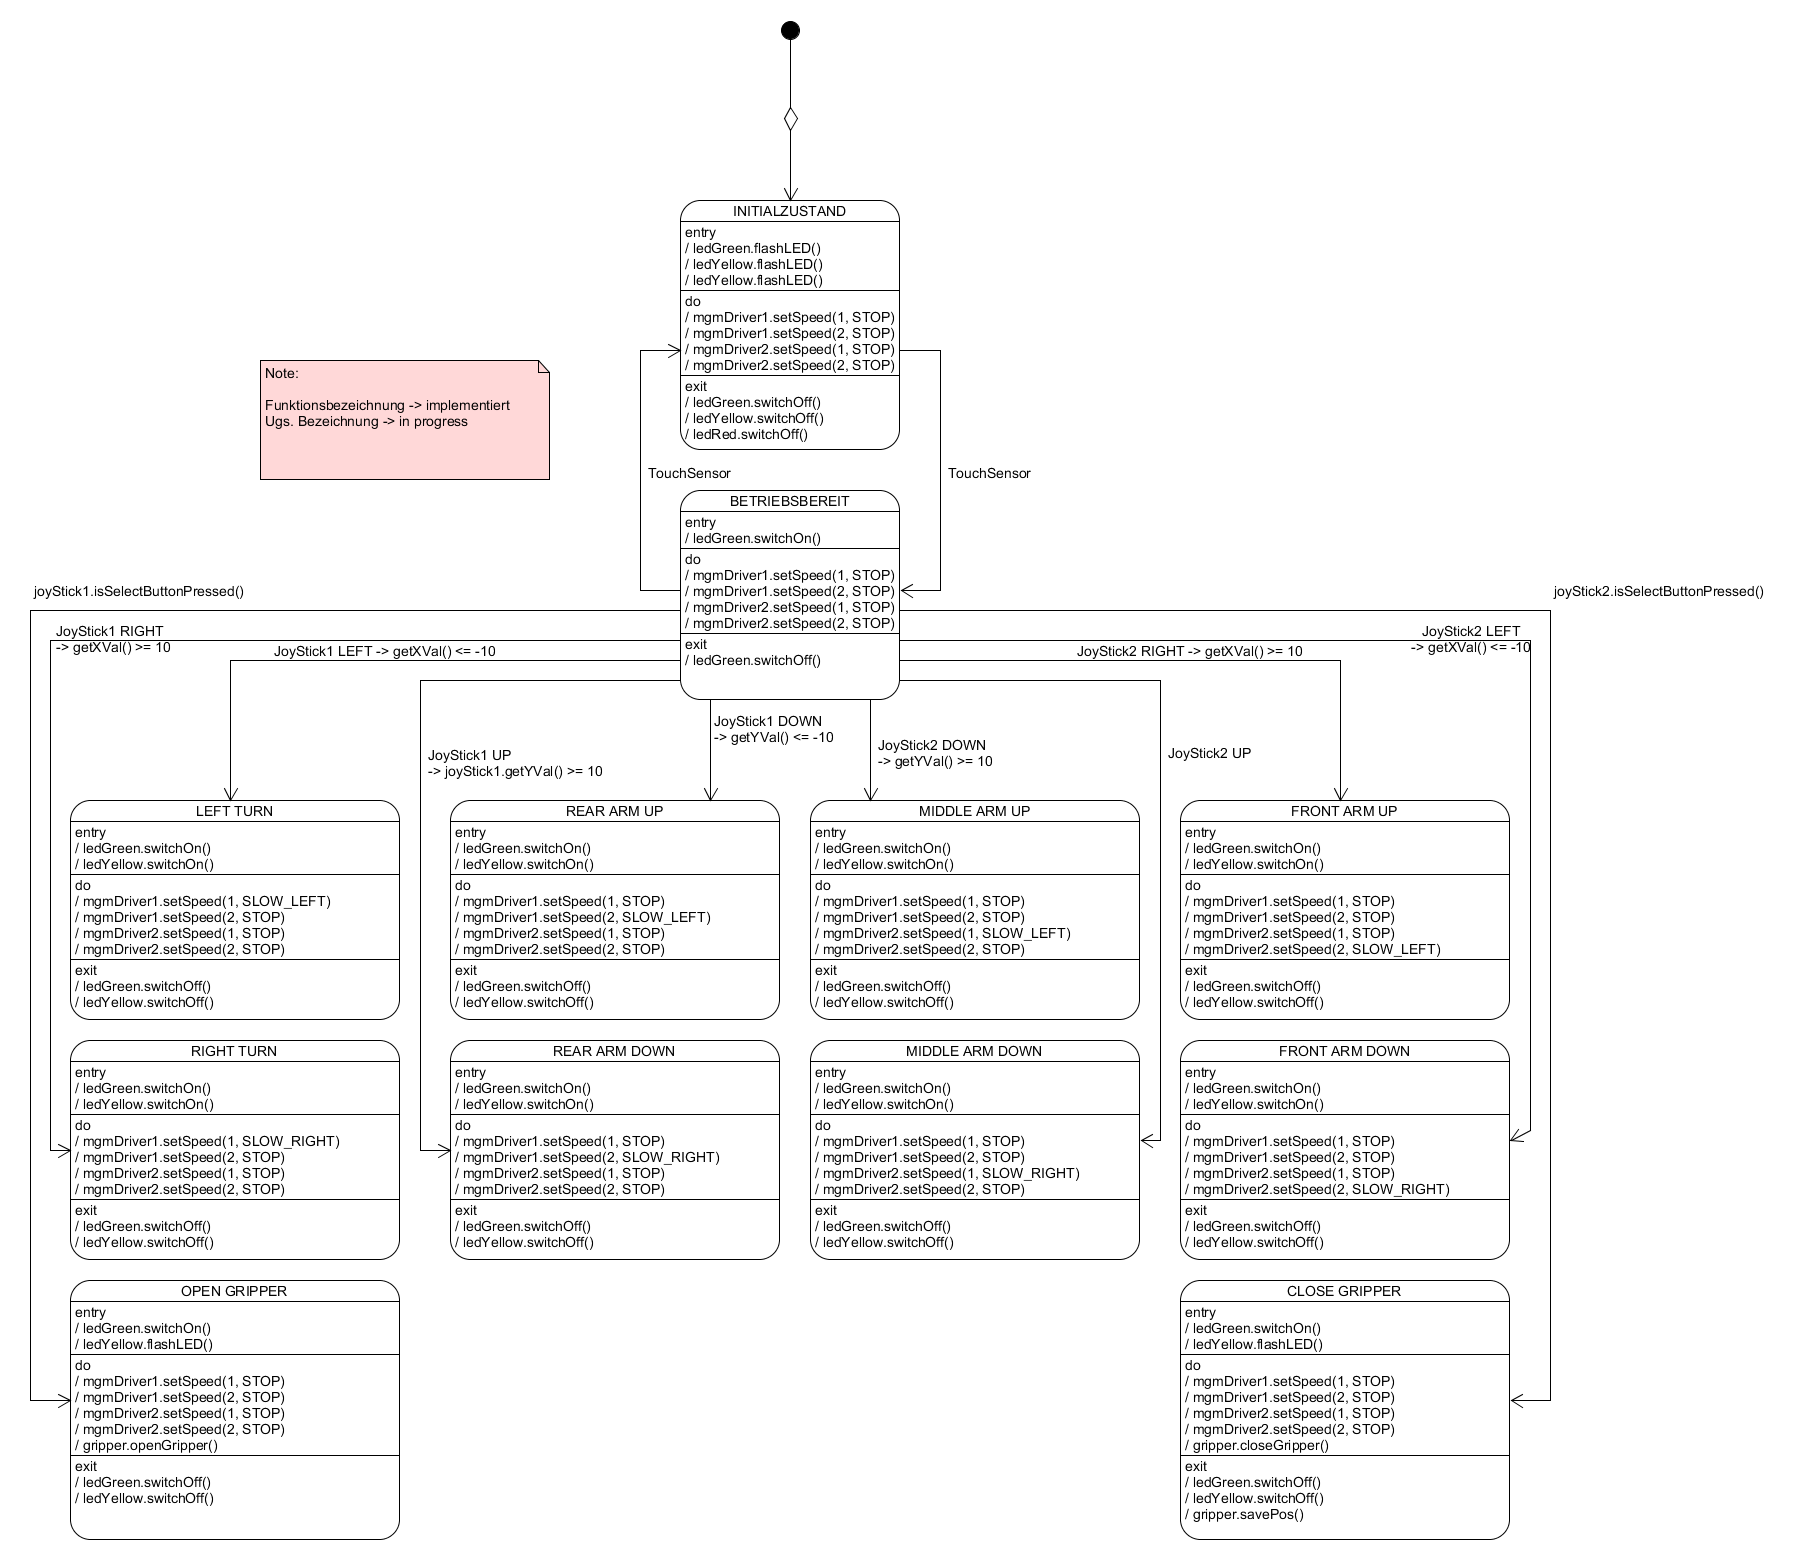 INITIALZUSTAND
entry
/ ledGreen.flashLED()
/ ledYellow.flashLED()
/ ledYellow.flashLED()
do
/ mgmDriver1.setSpeed(1, STOP)
/ mgmDriver1.setSpeed(2, STOP)
/ mgmDriver2.setSpeed(1, STOP)
/ mgmDriver2.setSpeed(2, STOP)
exit
/ ledGreen.switchOff()
/ ledYellow.switchOff()
/ ledRed.switchOff()
Note:
Funktionsbezeichnung -> implementiert
Ugs. Bezeichnung -> in progress
TouchSensor
TouchSensor
BETRIEBSBEREIT
entry
/ ledGreen.switchOn()
do
/ mgmDriver1.setSpeed(1, STOP)
/ mgmDriver1.setSpeed(2, STOP)
/ mgmDriver2.setSpeed(1, STOP)
/ mgmDriver2.setSpeed(2, STOP)
exit
/ ledGreen.switchOff()
joyStick1.isSelectButtonPressed()
joyStick2.isSelectButtonPressed()
JoyStick1 RIGHT
-> getXVal() >= 10
JoyStick1 LEFT -> getXVal() <= -10
JoyStick2 RIGHT -> getXVal() >= 10
JoyStick2 LEFT
-> getXVal() <= -10
JoyStick1 UP
-> joyStick1.getYVal() >= 10
JoyStick1 DOWN
-> getYVal() <= -10
JoyStick2 DOWN
-> getYVal() >= 10
JoyStick2 UP
LEFT TURN
entry
/ ledGreen.switchOn()
/ ledYellow.switchOn()
do
/ mgmDriver1.setSpeed(1, SLOW_LEFT)
/ mgmDriver1.setSpeed(2, STOP)
/ mgmDriver2.setSpeed(1, STOP)
/ mgmDriver2.setSpeed(2, STOP)
exit
/ ledGreen.switchOff()
/ ledYellow.switchOff()
REAR ARM UP
entry
/ ledGreen.switchOn()
/ ledYellow.switchOn()
do
/ mgmDriver1.setSpeed(1, STOP)
/ mgmDriver1.setSpeed(2, SLOW_LEFT)
/ mgmDriver2.setSpeed(1, STOP)
/ mgmDriver2.setSpeed(2, STOP)
exit
/ ledGreen.switchOff()
/ ledYellow.switchOff()
MIDDLE ARM UP
entry
/ ledGreen.switchOn()
/ ledYellow.switchOn()
do
/ mgmDriver1.setSpeed(1, STOP)
/ mgmDriver1.setSpeed(2, STOP)
/ mgmDriver2.setSpeed(1, SLOW_LEFT)
/ mgmDriver2.setSpeed(2, STOP)
exit
/ ledGreen.switchOff()
/ ledYellow.switchOff()
FRONT ARM UP
entry
/ ledGreen.switchOn()
/ ledYellow.switchOn()
do
/ mgmDriver1.setSpeed(1, STOP)
/ mgmDriver1.setSpeed(2, STOP)
/ mgmDriver2.setSpeed(1, STOP)
/ mgmDriver2.setSpeed(2, SLOW_LEFT)
exit
/ ledGreen.switchOff()
/ ledYellow.switchOff()
RIGHT TURN
entry
/ ledGreen.switchOn()
/ ledYellow.switchOn()
do
/ mgmDriver1.setSpeed(1, SLOW_RIGHT)
/ mgmDriver1.setSpeed(2, STOP)
/ mgmDriver2.setSpeed(1, STOP)
/ mgmDriver2.setSpeed(2, STOP)
exit
/ ledGreen.switchOff()
/ ledYellow.switchOff()
REAR ARM DOWN
entry
/ ledGreen.switchOn()
/ ledYellow.switchOn()
do
/ mgmDriver1.setSpeed(1, STOP)
/ mgmDriver1.setSpeed(2, SLOW_RIGHT)
/ mgmDriver2.setSpeed(1, STOP)
/ mgmDriver2.setSpeed(2, STOP)
exit
/ ledGreen.switchOff()
/ ledYellow.switchOff()
MIDDLE ARM DOWN
entry
/ ledGreen.switchOn()
/ ledYellow.switchOn()
do
/ mgmDriver1.setSpeed(1, STOP)
/ mgmDriver1.setSpeed(2, STOP)
/ mgmDriver2.setSpeed(1, SLOW_RIGHT)
/ mgmDriver2.setSpeed(2, STOP)
exit
/ ledGreen.switchOff()
/ ledYellow.switchOff()
FRONT ARM DOWN
entry
/ ledGreen.switchOn()
/ ledYellow.switchOn()
do
/ mgmDriver1.setSpeed(1, STOP)
/ mgmDriver1.setSpeed(2, STOP)
/ mgmDriver2.setSpeed(1, STOP)
/ mgmDriver2.setSpeed(2, SLOW_RIGHT)
exit
/ ledGreen.switchOff()
/ ledYellow.switchOff()
OPEN GRIPPER
entry
/ ledGreen.switchOn()
/ ledYellow.flashLED()
do
/ mgmDriver1.setSpeed(1, STOP)
/ mgmDriver1.setSpeed(2, STOP)
/ mgmDriver2.setSpeed(1, STOP)
/ mgmDriver2.setSpeed(2, STOP)
/ gripper.openGripper()
exit
/ ledGreen.switchOff()
/ ledYellow.switchOff()
CLOSE GRIPPER
entry
/ ledGreen.switchOn()
/ ledYellow.flashLED()
do
/ mgmDriver1.setSpeed(1, STOP)
/ mgmDriver1.setSpeed(2, STOP)
/ mgmDriver2.setSpeed(1, STOP)
/ mgmDriver2.setSpeed(2, STOP)
/ gripper.closeGripper()
exit
/ ledGreen.switchOff()
/ ledYellow.switchOff()
/ gripper.savePos()